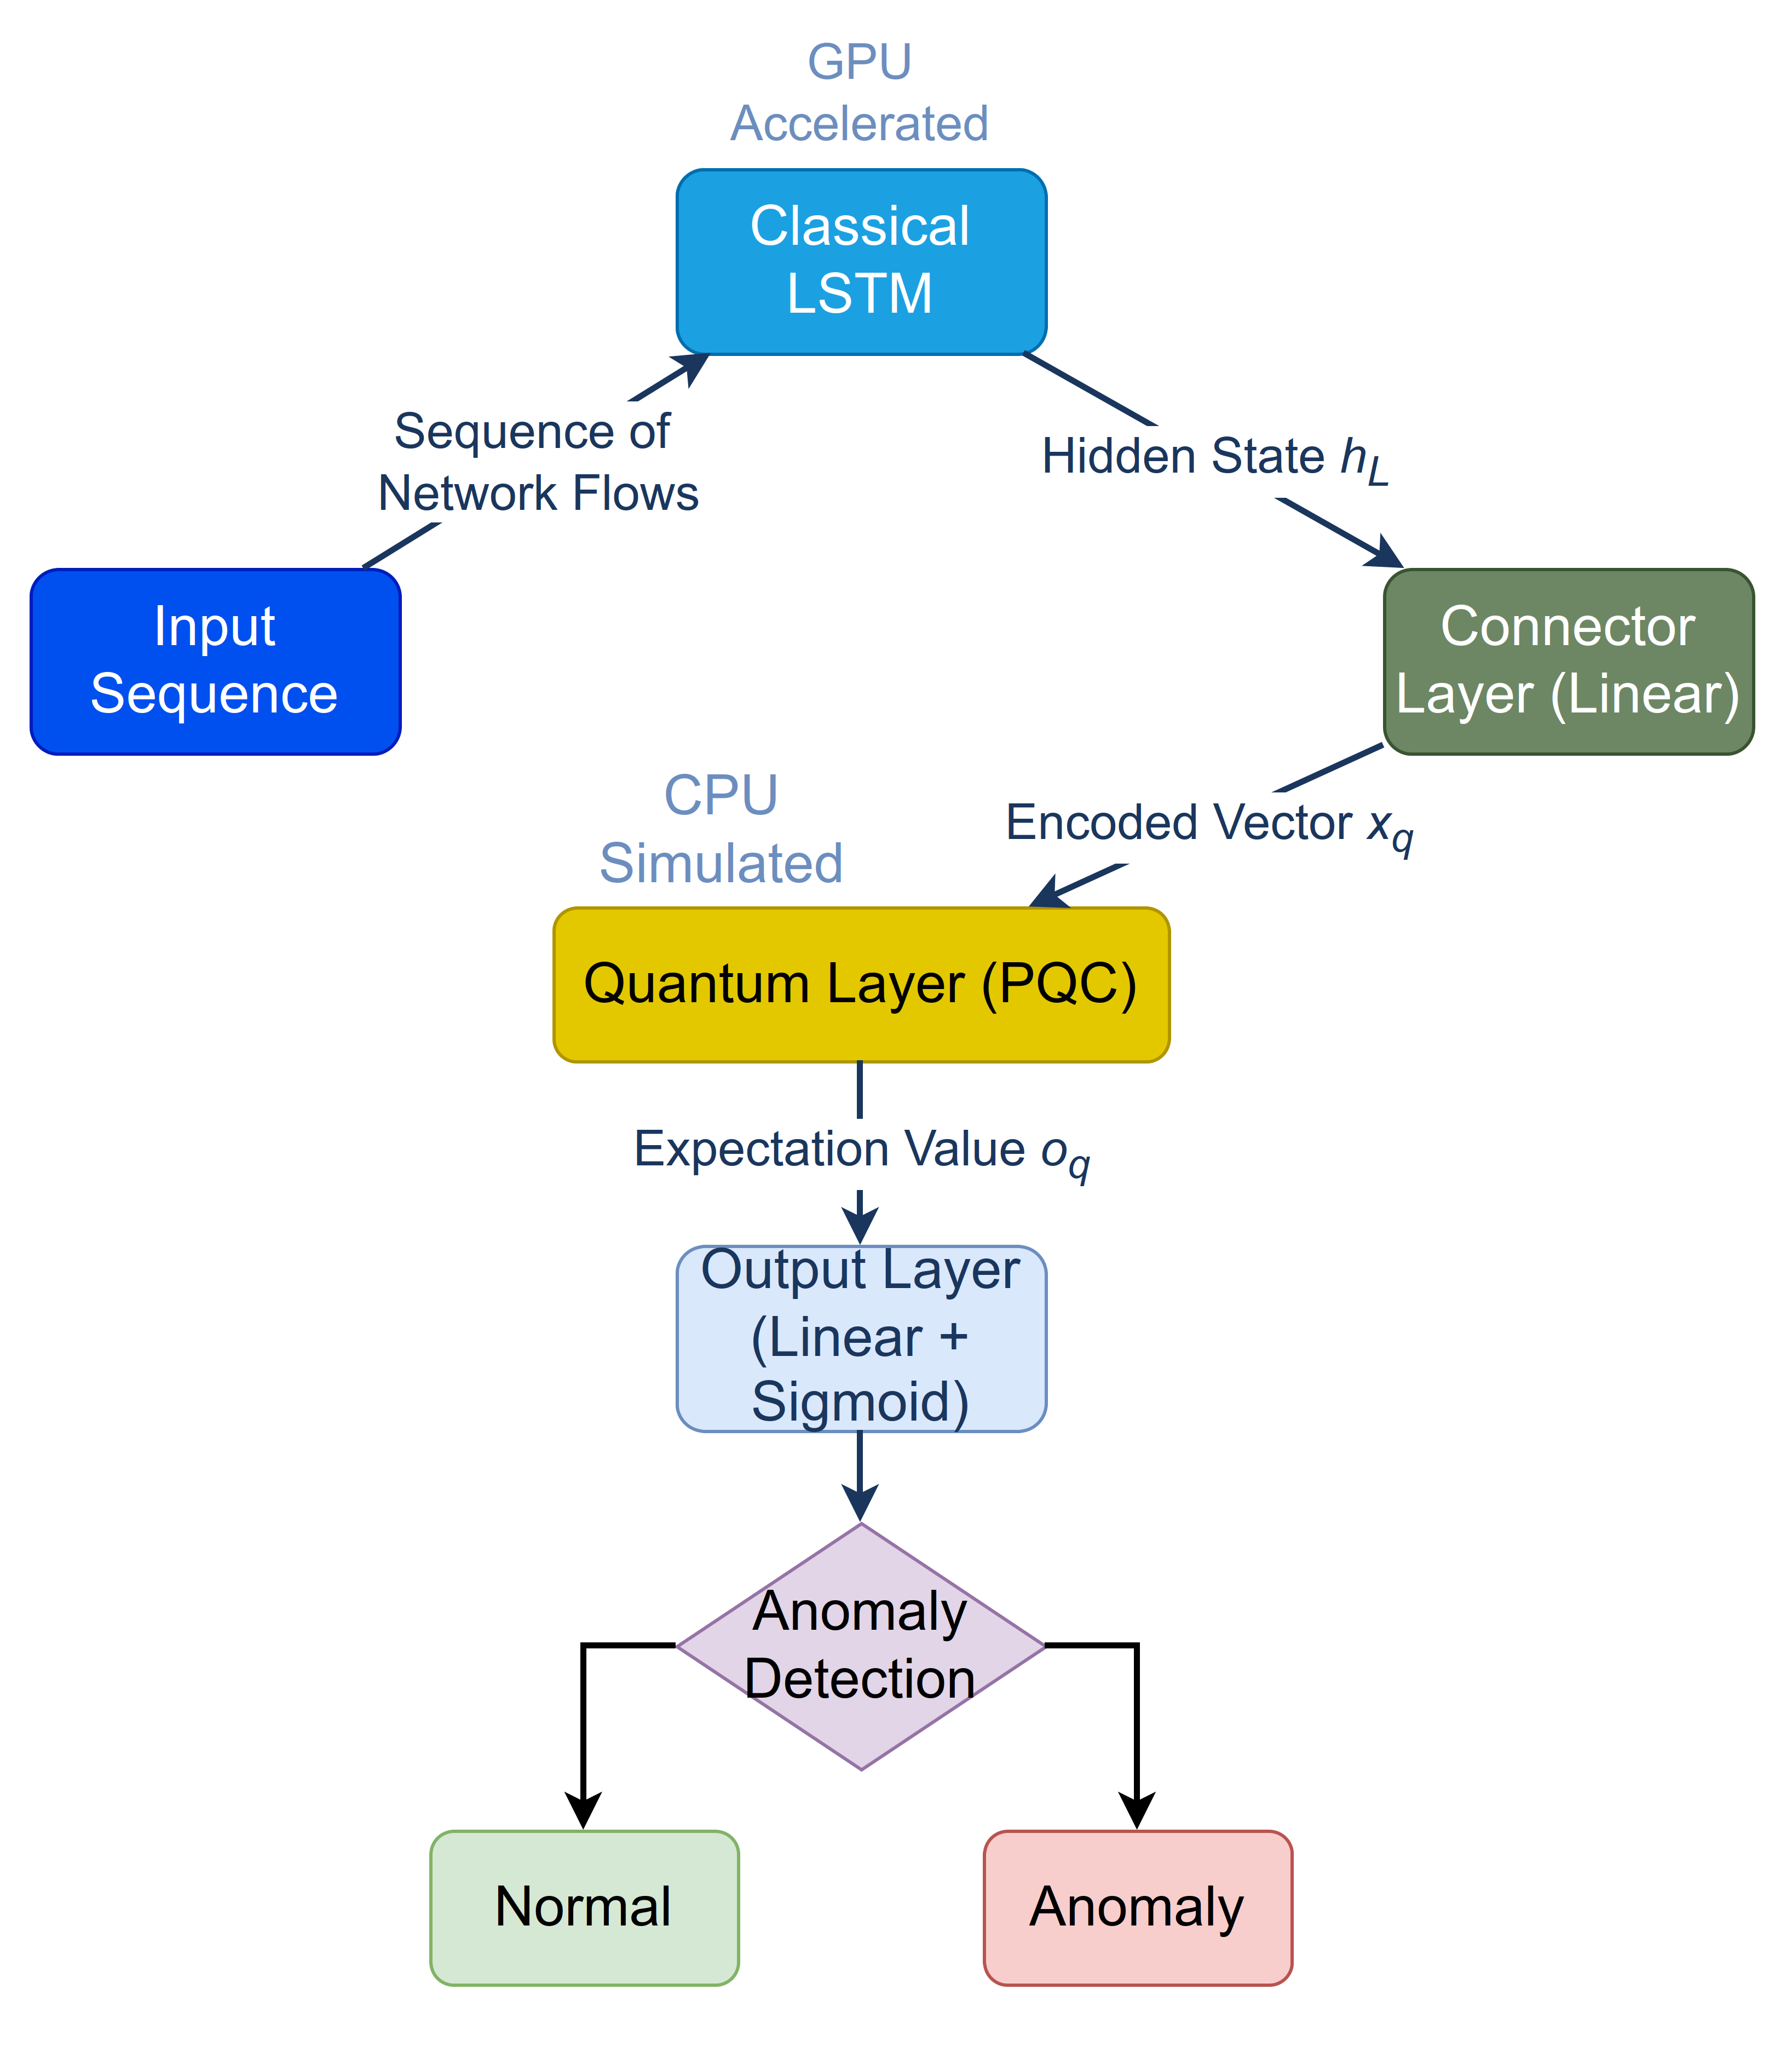 GPU
Accelerated
Classical
LSTM
Sequence of
Network Flows
Hidden State h_L
Input
Sequence
Connector
Layer (Linear)
CPU
Simulated
Encoded Vector x_q
Quantum Layer (PQC)
Expectation Value o_q
Output Layer
(Linear +
Sigmoid)
Anomaly
Detection
Normal
Anomaly